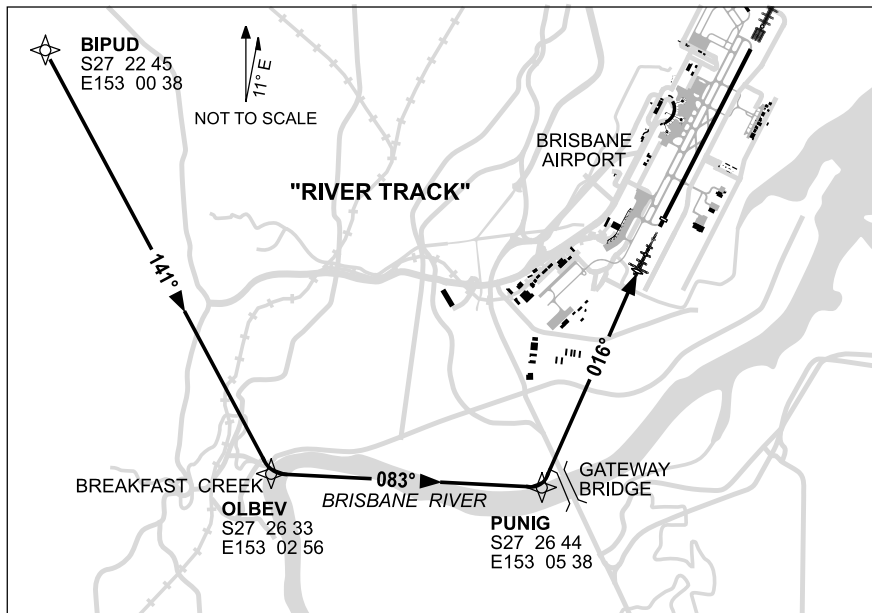 BIPUD
S27 22 45
E153 00 38
11° E
NOT TO SCALE
BRISBANE
AIRPORT
"RIVER TRACK"
141°
016°
BREAKFAST CREEK
083°
BRISBANE RIVER
GATEWAY
BRIDGE
OLBEV
S27 26 33
E153 02 56
PUNIG
S27 26 44
E153 05 38